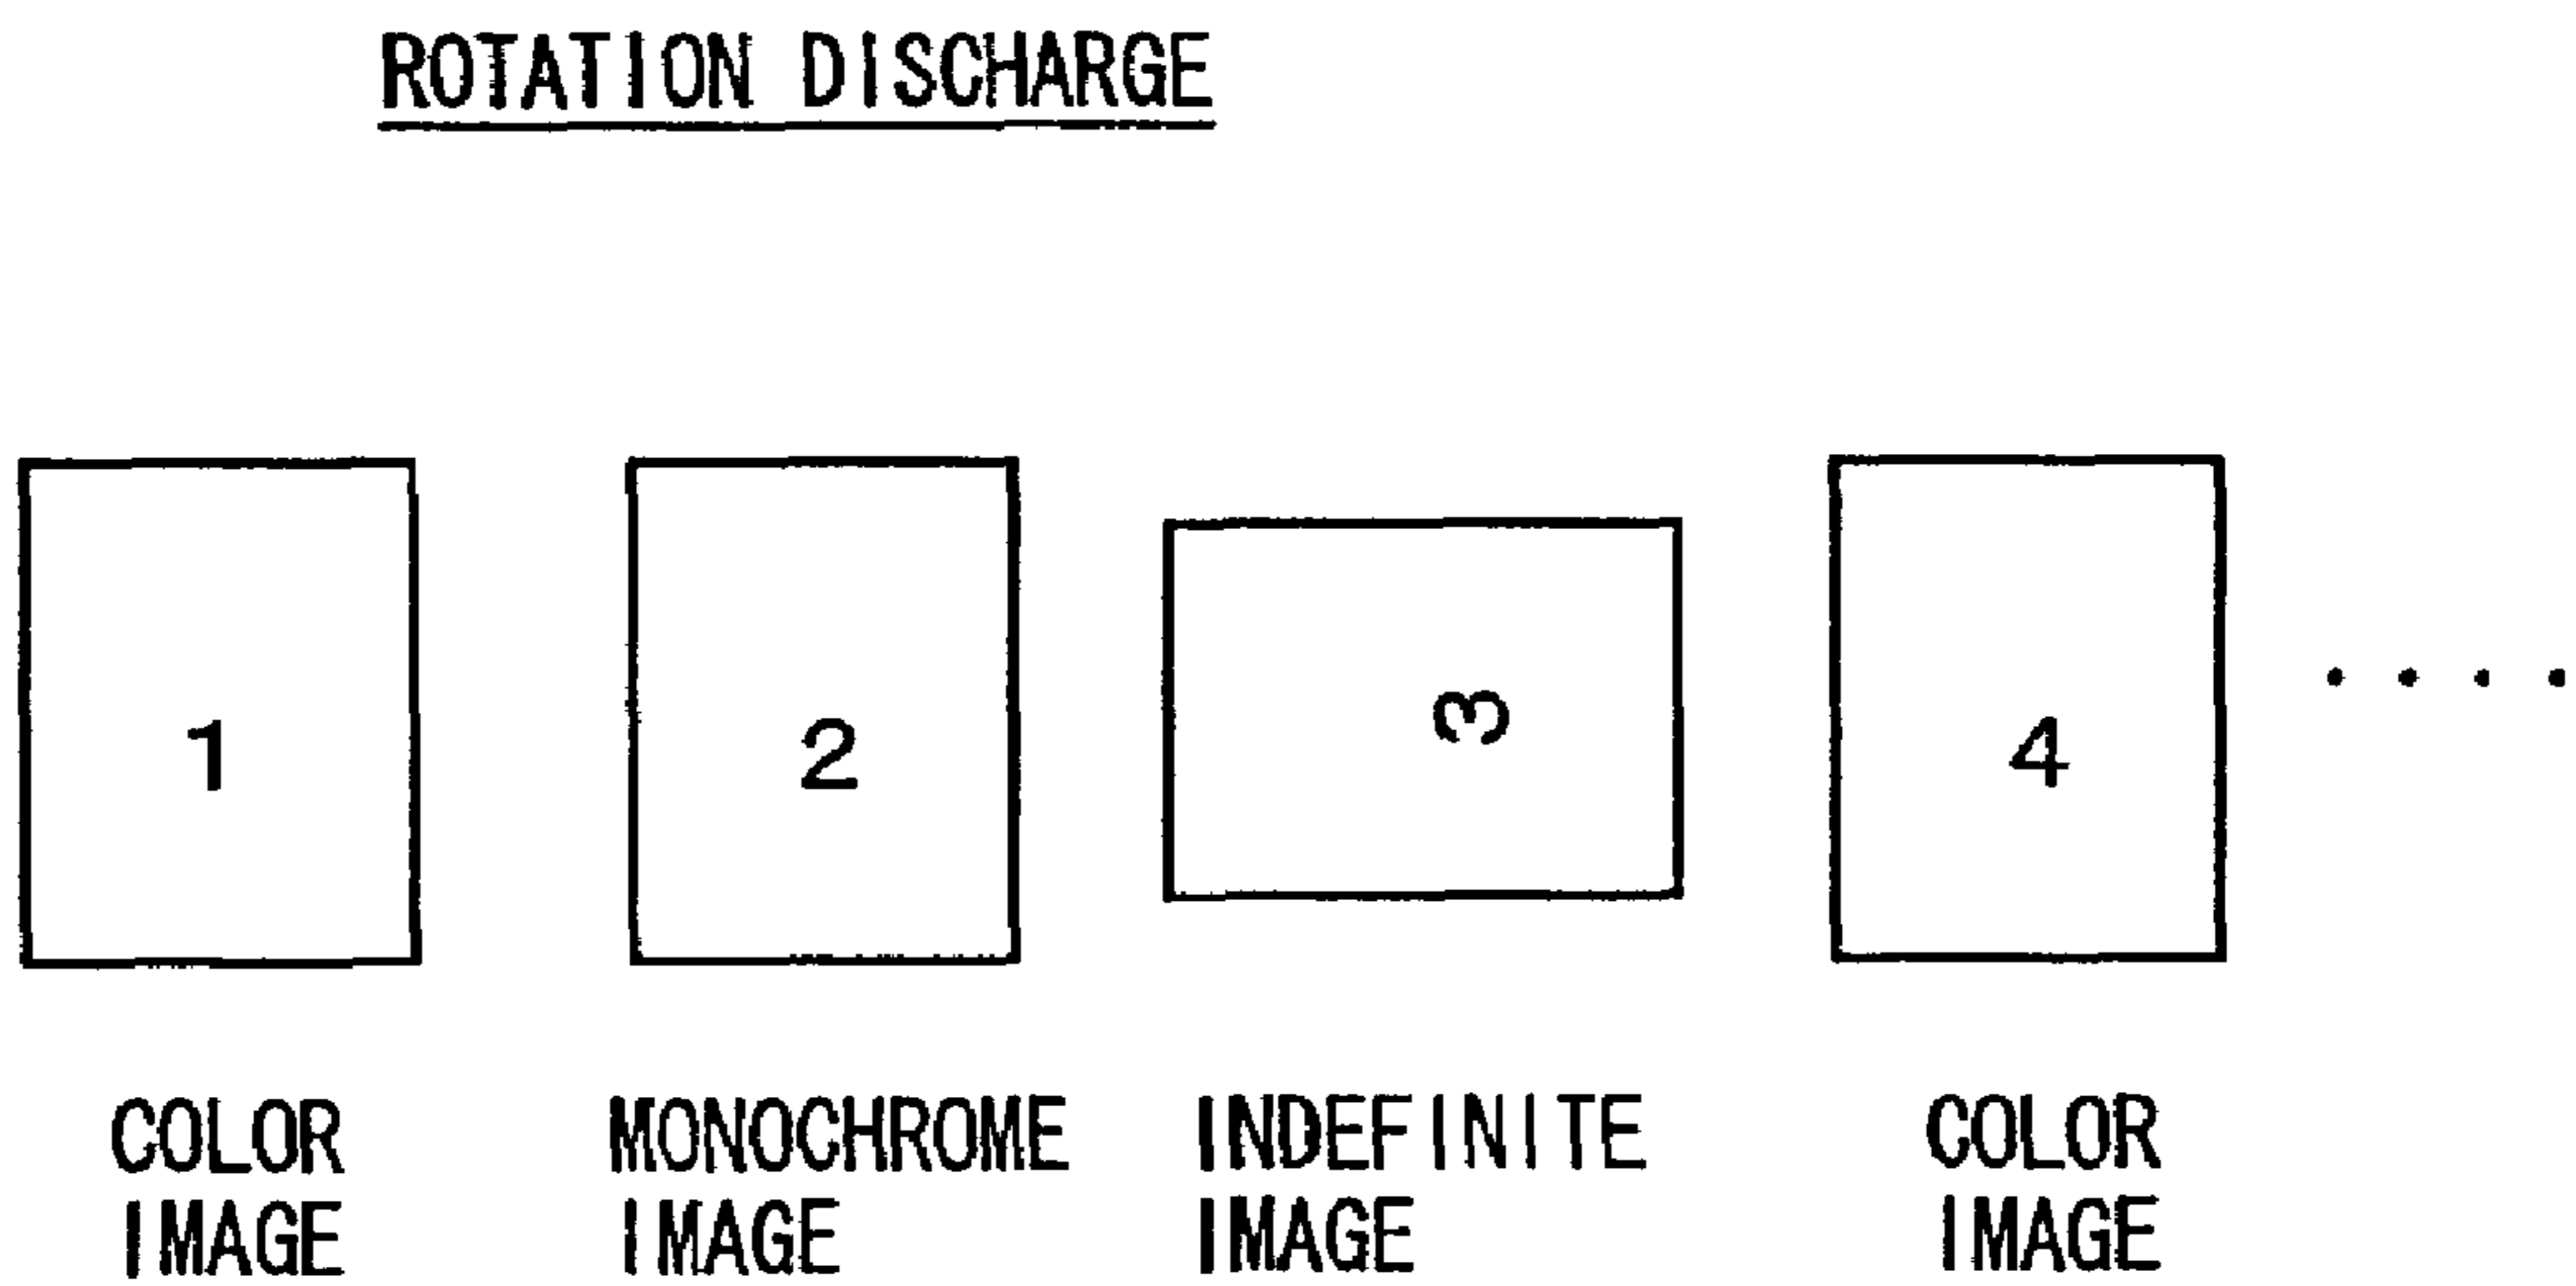 ROTATION DISCHARGE
1 2 3 4 ....
COLOR MONOCHROME INDEFINITE COLOR
IMAGE IMAGE IMAGE IMAGE